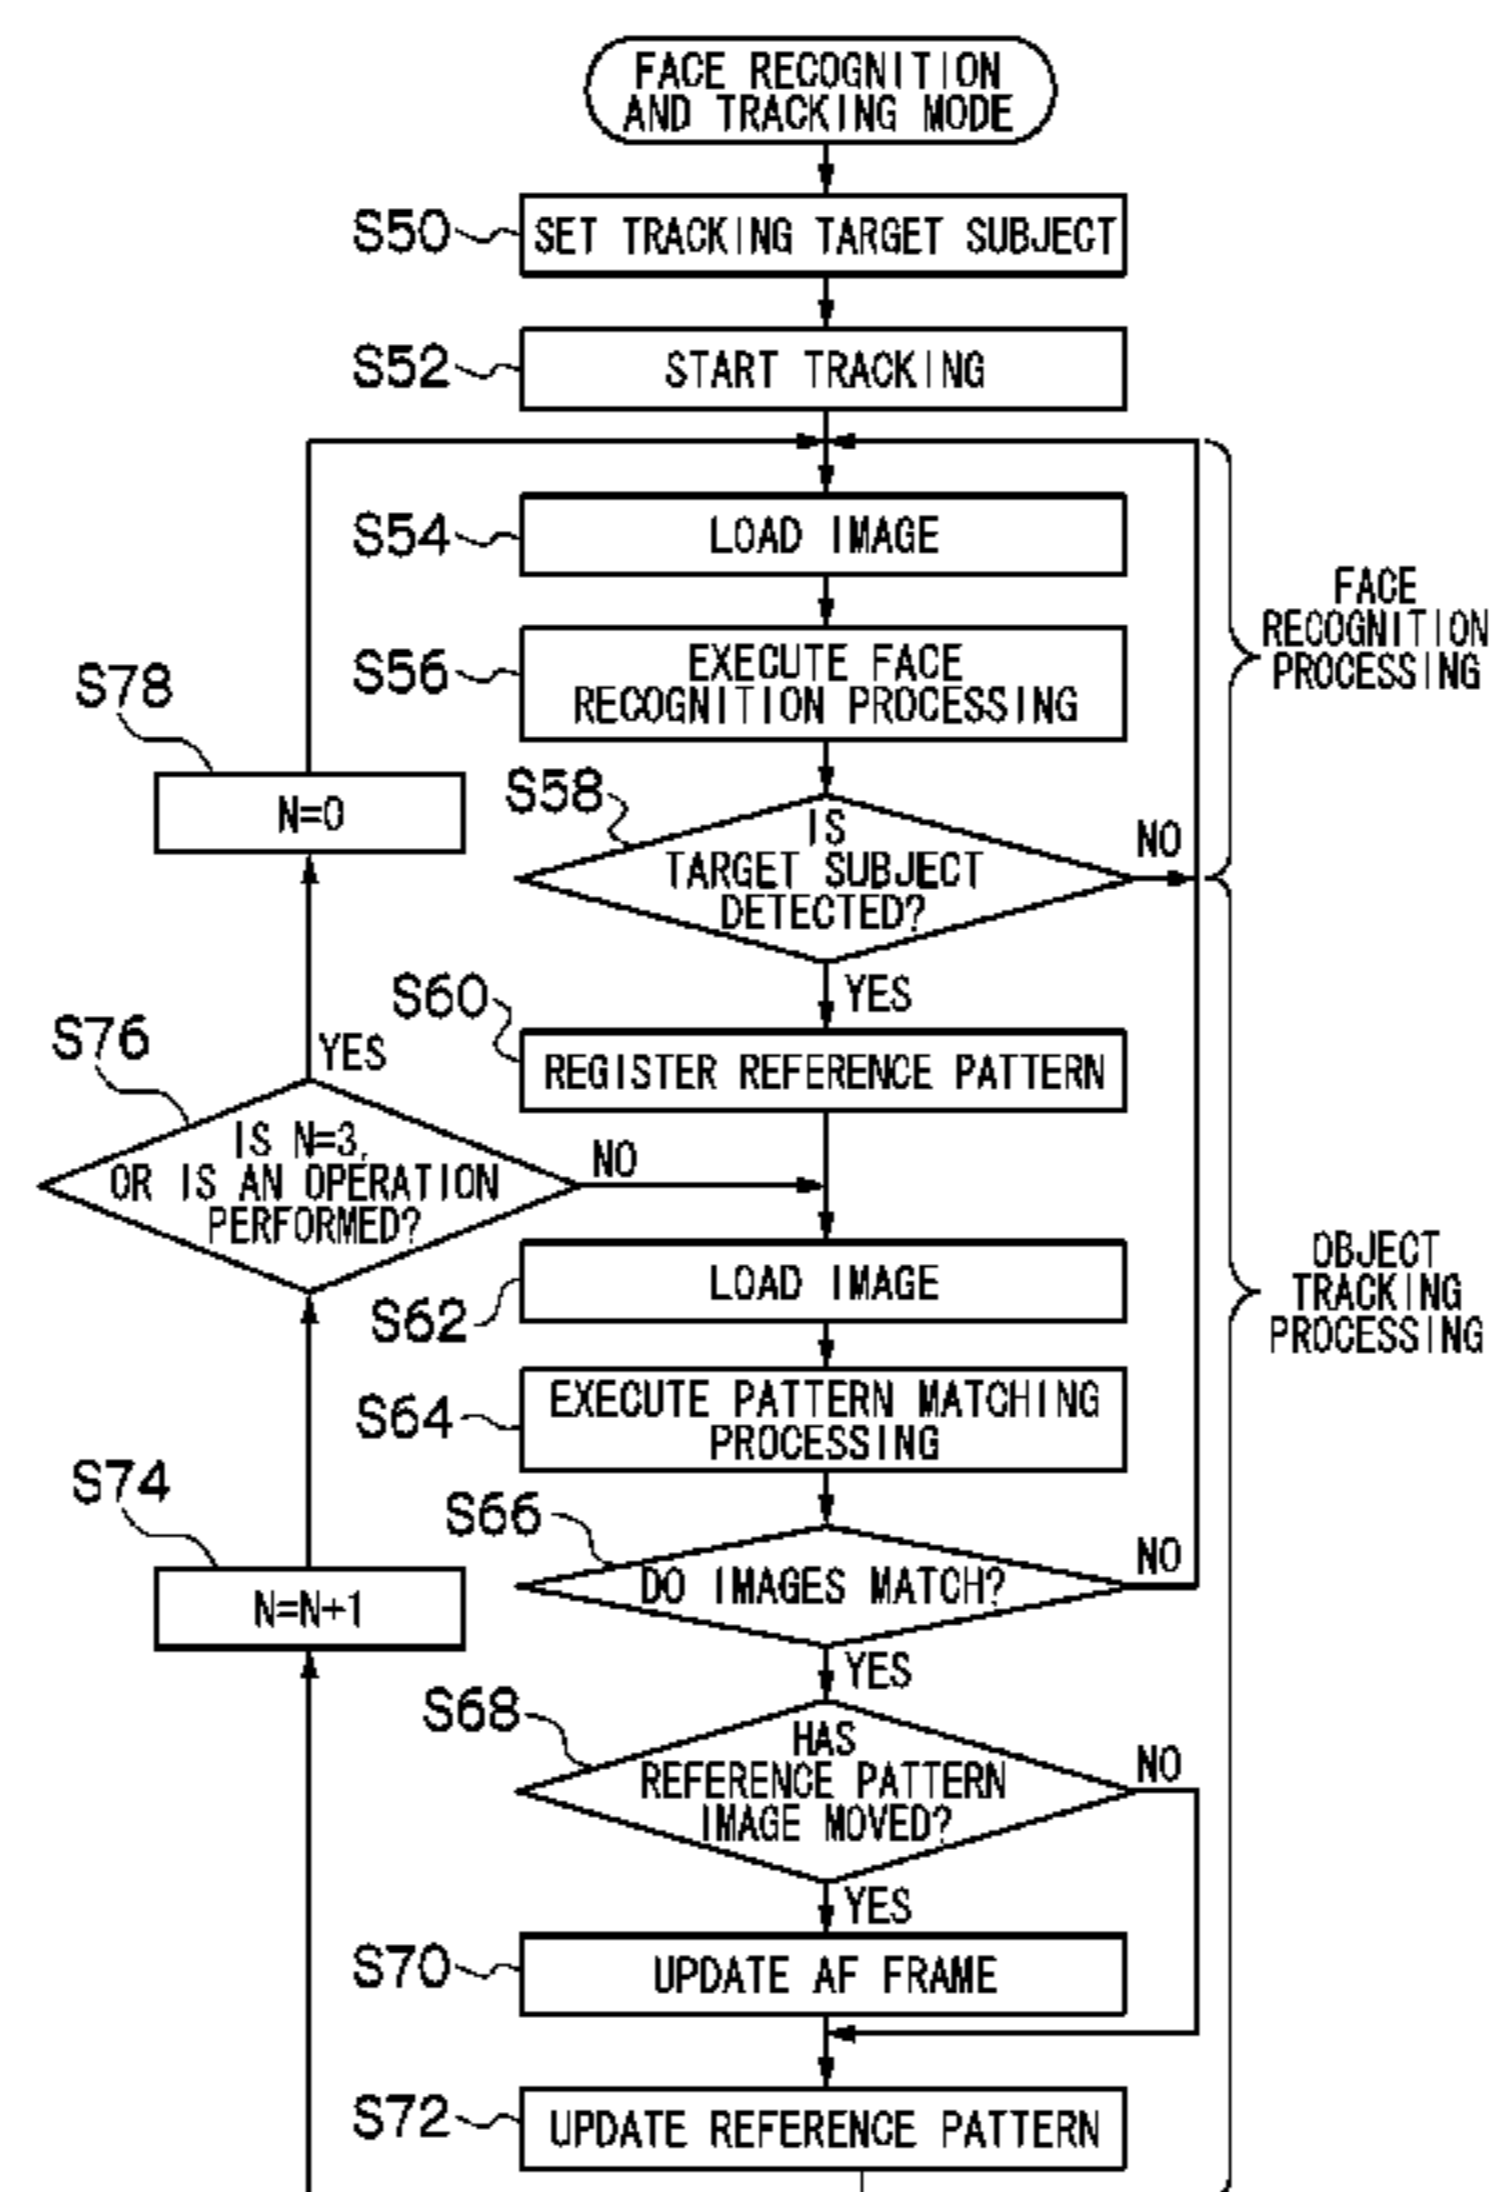 FACE RECOGNITION
AND TRACKING MODE
S50
SET TRACKING TARGET SUBJECT
S52
START TRACKING
S54
LOAD IMAGE
FACE
RECOGNITION
PROCESSING
S56
EXECUTE FACE
RECOGNITION PROCESSING
S78
N=0
S58
IS
TARGET SUBJECT
DETECTED?
NO
YES
S60
REGISTER REFERENCE PATTERN
S76
YES
IS N=3,
OR IS AN OPERATION
PERFORMED?
NO
S62
LOAD IMAGE
OBJECT
TRACKING
PROCESSING
S64
EXECUTE PATTERN MATCHING
PROCESSING
S74
N=N+1
S66
DO IMAGES MATCH?
NO
YES
S68
HAS
REFERENCE PATTERN
IMAGE MOVED?
NO
YES
S70
UPDATE AF FRAME
S72
UPDATE REFERENCE PATTERN